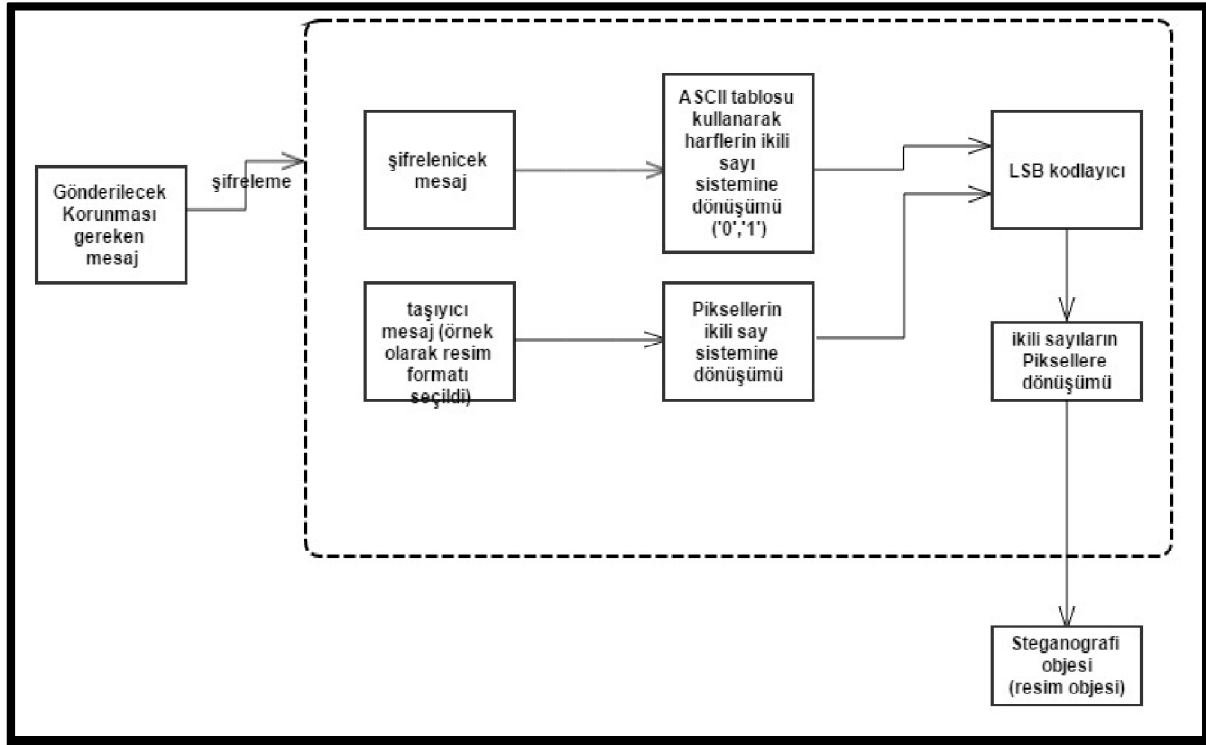 Gönderilecek
Korunması
gereken
mesaj
şifreleme
şifrelenicek
mesaj
ASCII tablosu
kullanarak
harflerin ikili
sayı
sistemine
dönüşümü
('0','1')
LSB kodlayıcı
taşıyıcı
mesaj (örnek
olarak resim
formatı
seçildi)
Piksellerin
ikili say
sistemine
dönüşümü
ikili sayıların
Piksellere
dönüşümü
Steganografi
objesi
(resim objesi)